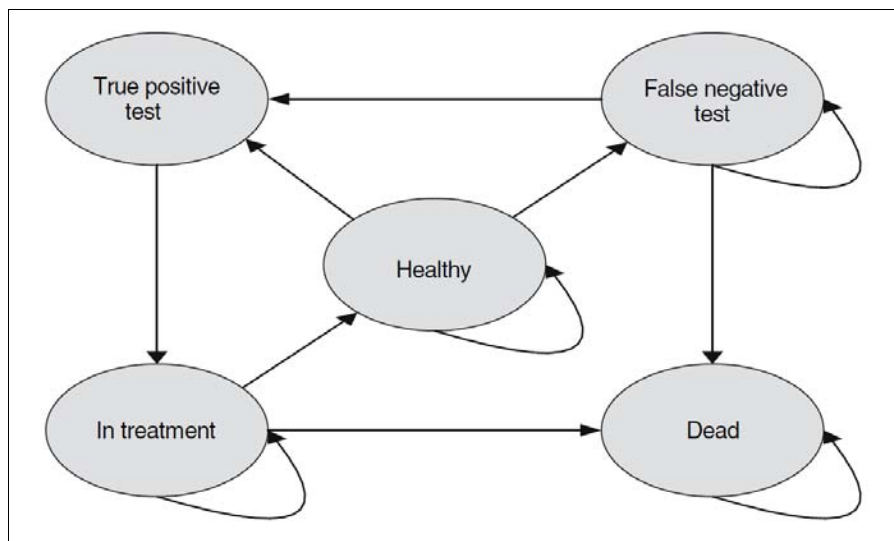 True positive
test
False negative
test
Healthy
In treatment
Dead